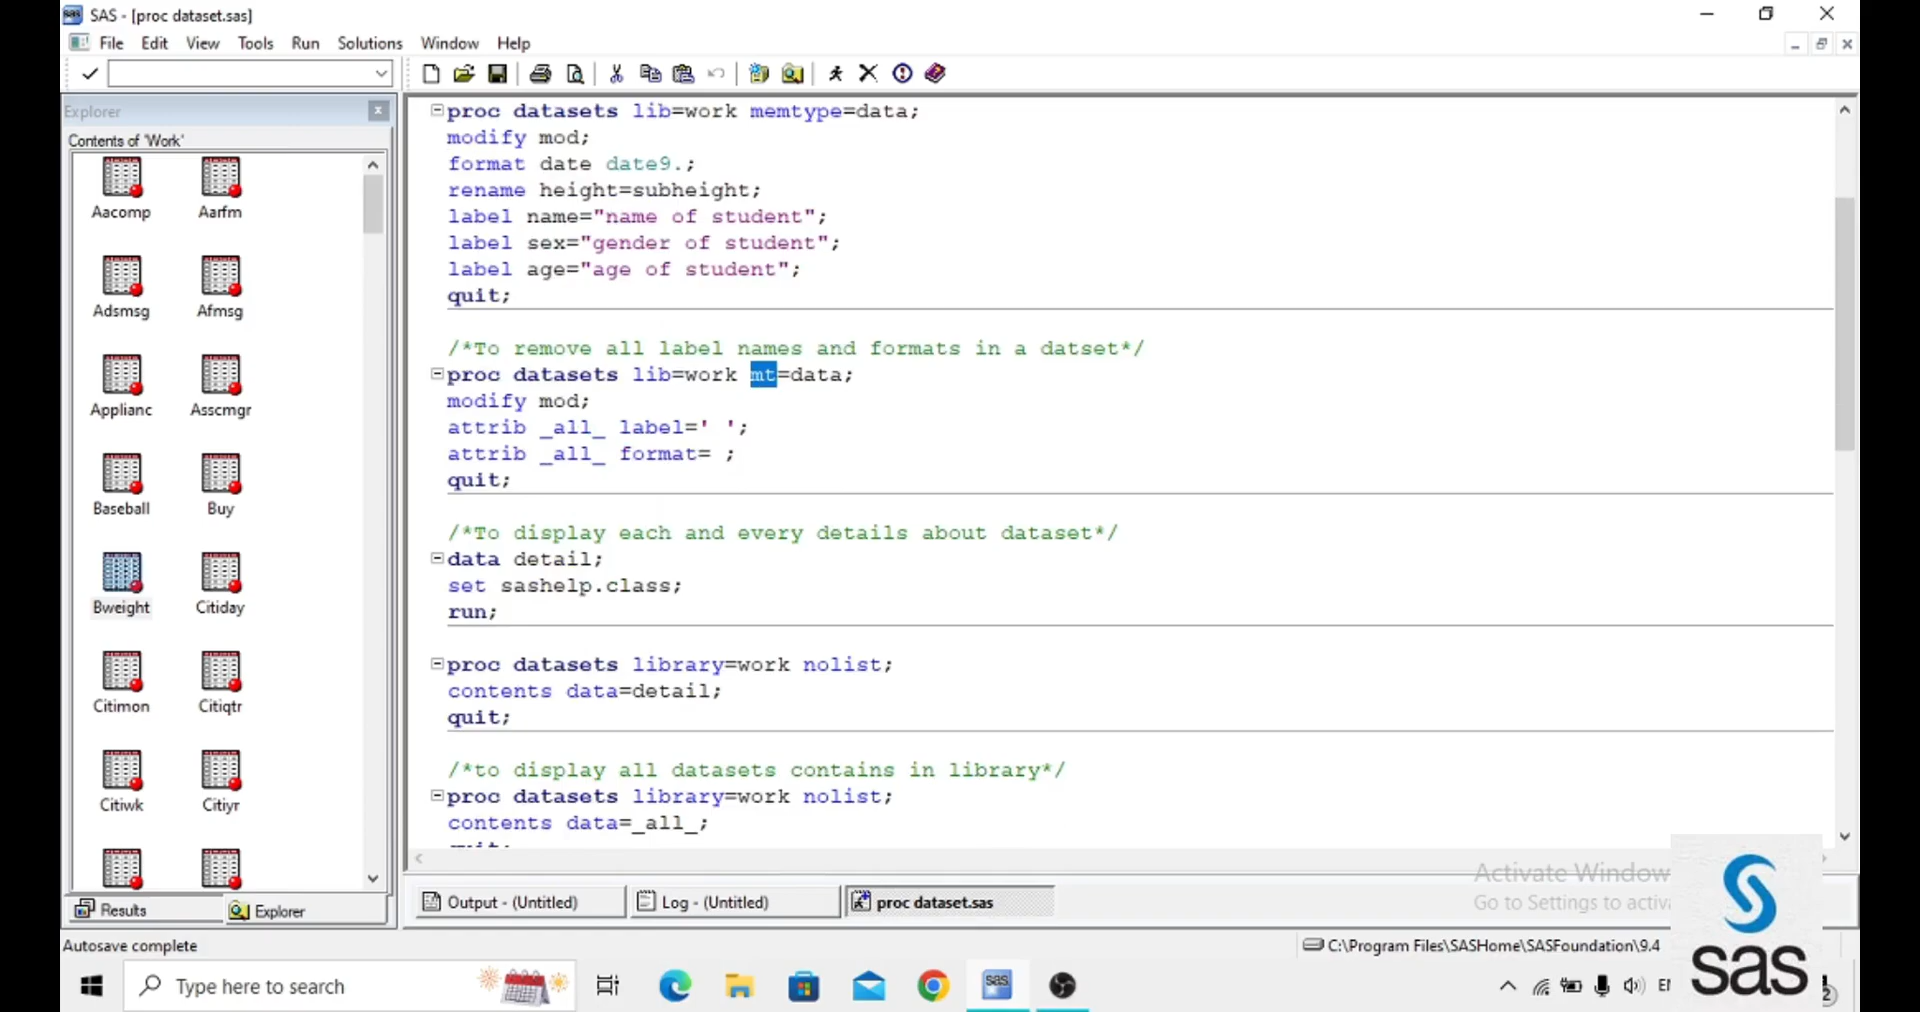 SAS - [proc dataset.sas]
File Edit View Tools Run Solutions Window Help
Explorer
Contents of 'Work'
Aacomp Aarfm
Adsmsg Afmsg
Applianc Asscmgr
Baseball Buy
Bweight Citiday
Citimon Citiqtr
Citiwk Citiyr
Results Explorer
proc datasets lib=work memtype=data;
modify mod;
format date date9.;
rename height=subheight;
label name="name of student";
label sex="gender of student";
label age="age of student";
quit;
/*To remove all label names and formats in a datset*/
proc datasets lib=work mt=data;
modify mod;
attrib _all_ label=' ';
attrib _all_ format= ;
quit;
/*To display each and every details about dataset*/
data detail;
set sashelp.class;
run;
proc datasets library=work nolist;
contents data=detail;
quit;
/*to display all datasets contains in library*/
proc datasets library=work nolist;
contents data=_all_;
Activate Window
Go to Settings to activ
Output - (Untitled) Log - (Untitled) proc dataset.sas
Autosave complete
C:\Program Files\SASHome\SASFoundation\9.4
Type here to search
sas
sas